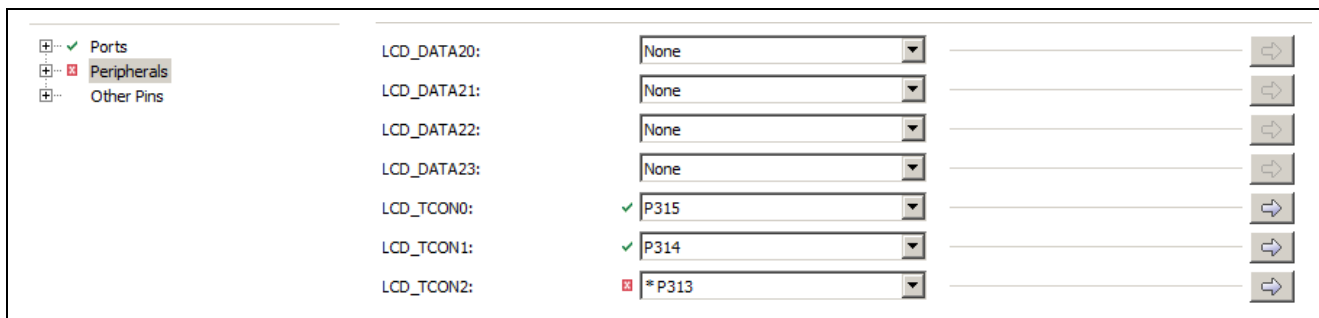 Ports
Peripherals
Other Pins
LCD_DATA20: None
LCD_DATA21: None
LCD_DATA22: None
LCD_DATA23: None
LCD_TCON0: P315
LCD_TCON1: P314
LCD_TCON2: *P313